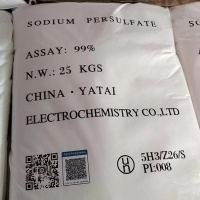 SODIUM PERSULFATE
ASSAY: 99%
N.W.: 25 KGS
CHINA · YATAI
ELECTROCHEMISTRY CO.,LTD
5H3/Z26/S
PI:008